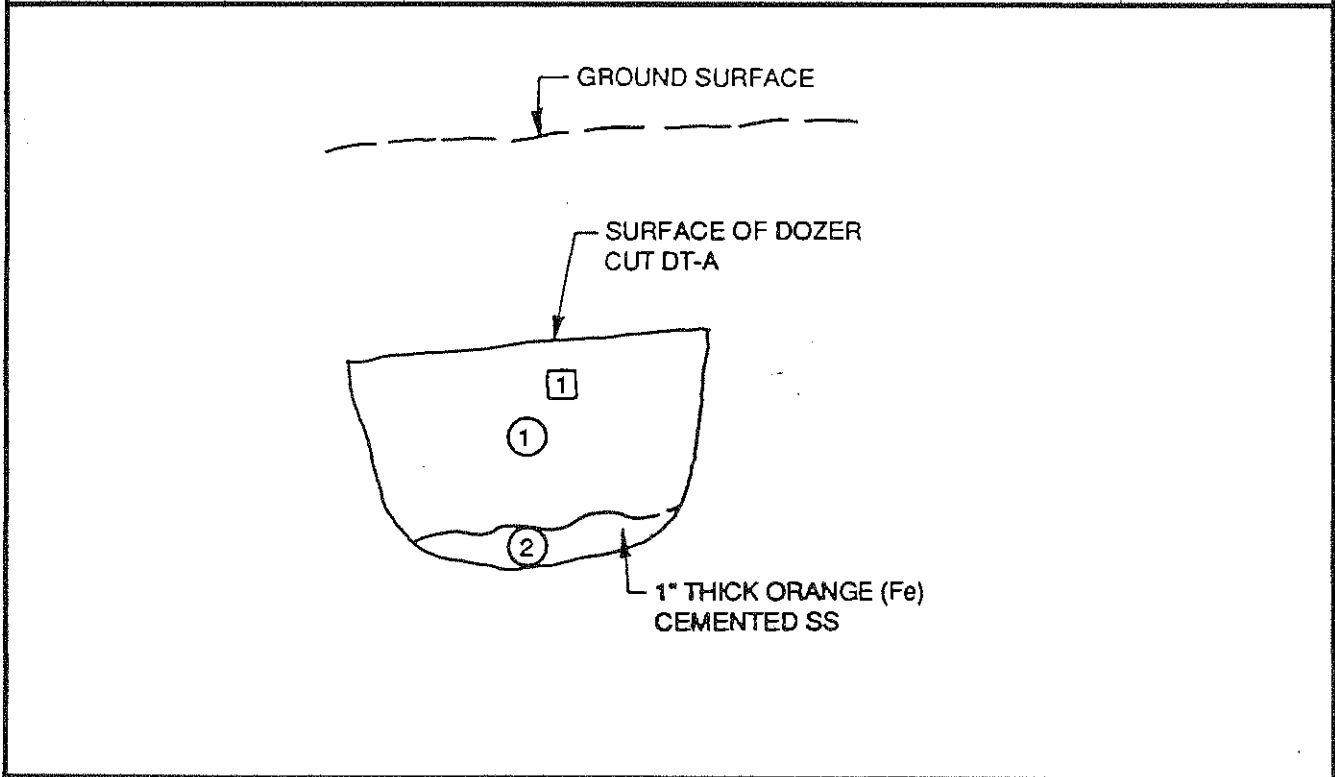 GROUND SURFACE
SURFACE OF DOZER
CUT DT-A
1
1
2
1" THICK ORANGE (Fe)
CEMENTED SS